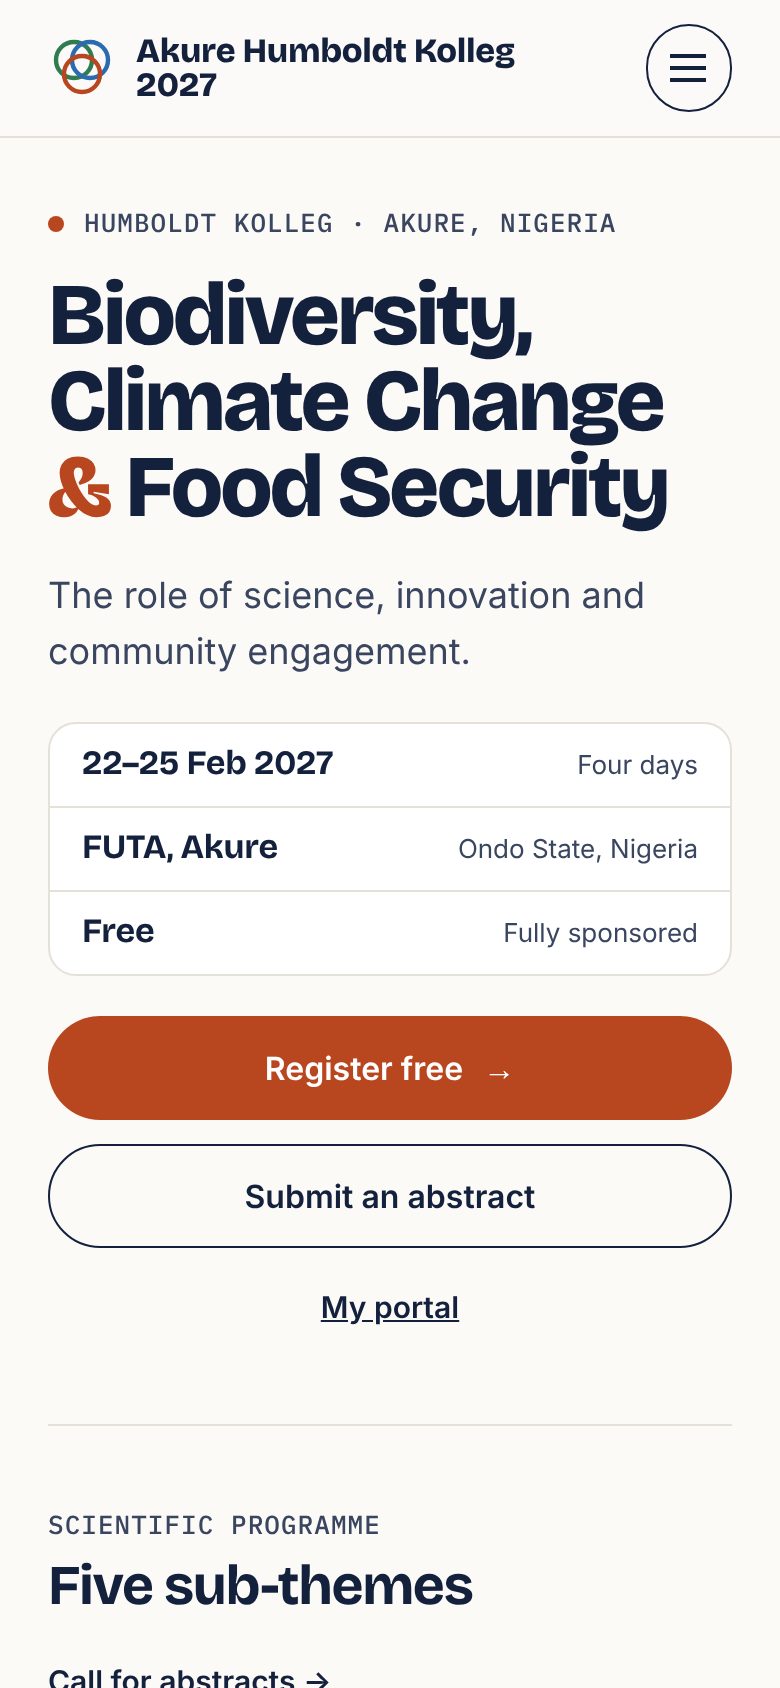 Akure Humboldt Kolleg
2027
HUMBOLDT KOLLEG · AKURE, NIGERIA
Biodiversity,
Climate Change
& Food Security
The role of science, innovation and
community engagement.
22–25 Feb 2027 Four days
FUTA, Akure Ondo State, Nigeria
Free Fully sponsored
Register free →
Submit an abstract
My portal
SCIENTIFIC PROGRAMME
Five sub-themes
Call for abstracts →